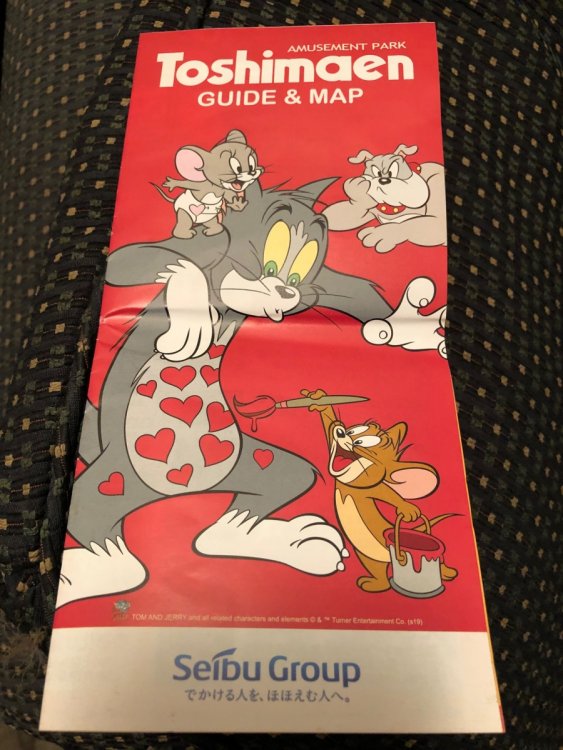 AMUSEMENT PARK
Toshimaen
GUIDE & MAP
TOM AND JERRY and all related characters and elements © & ™ Turner Entertainment Co. (s19)
Seibu Group
でかける人を、ほほえむ人へ。